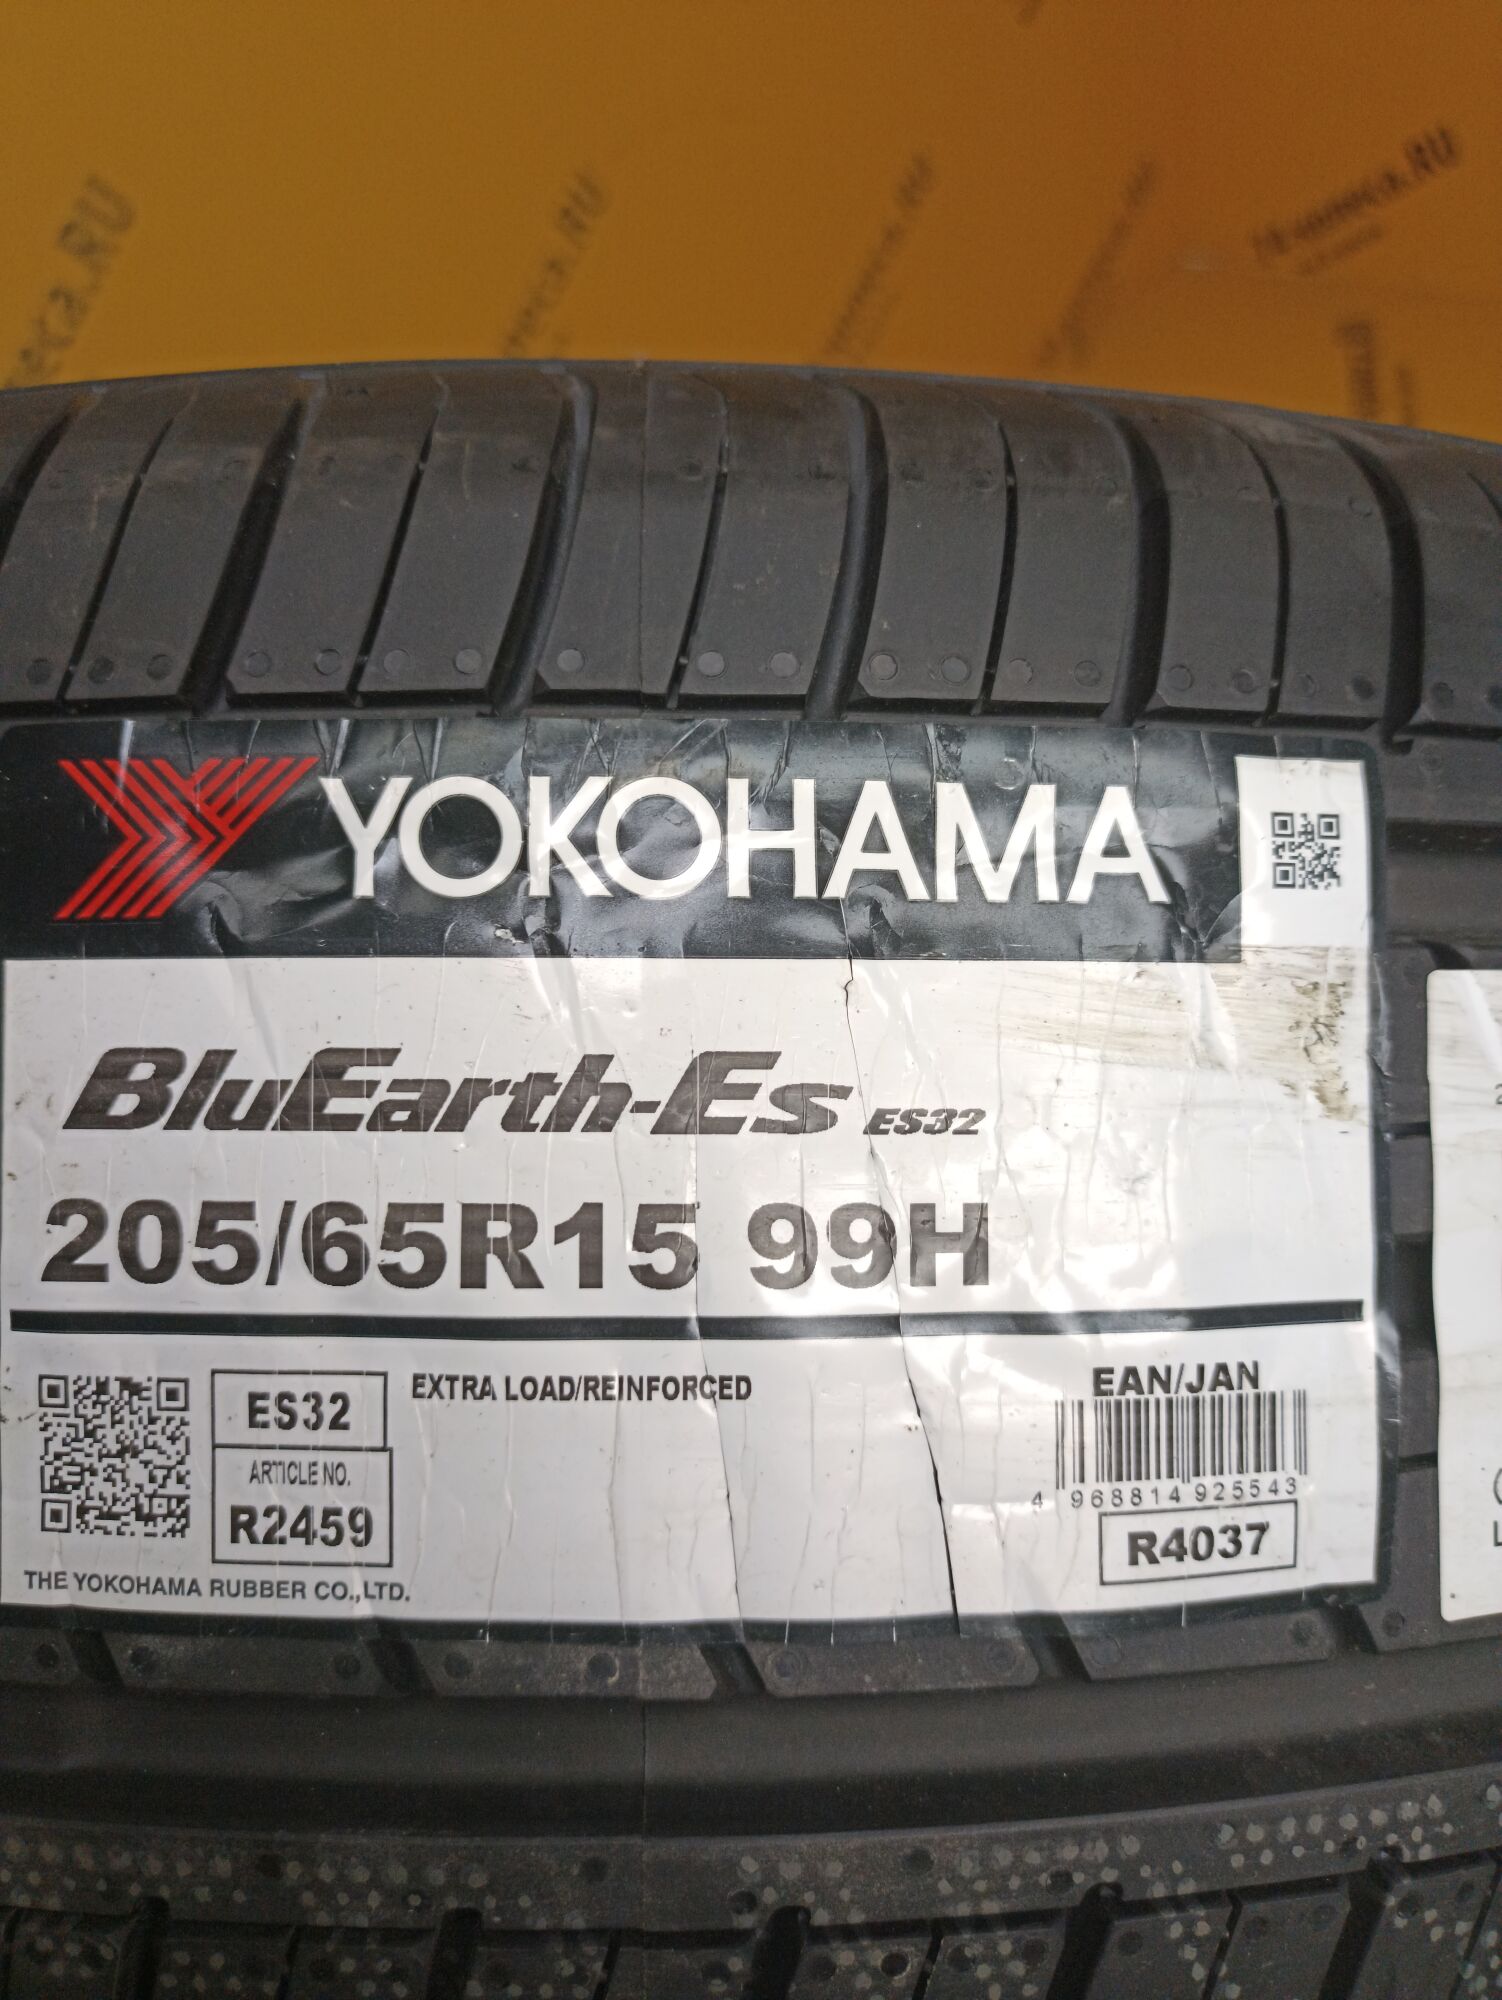 YOKOHAMA
BluEarth-Es ES32
205/65R15 99H
ES32
ARTICLE NO.
R2459
EXTRA LOAD/REINFORCED
EAN/JAN
4 968814 925543
R4037
THE YOKOHAMA RUBBER CO.,LTD.